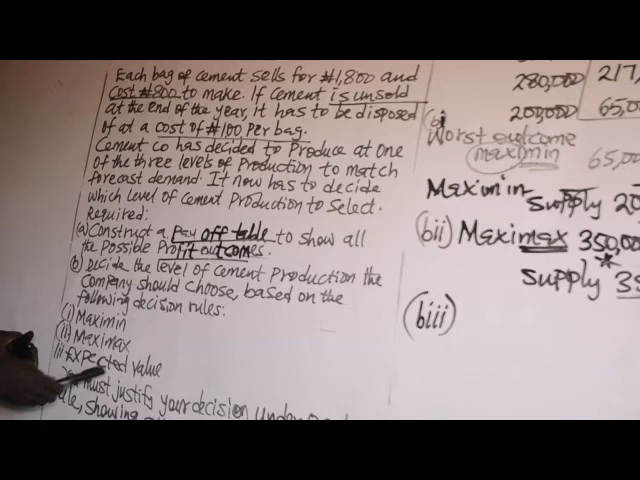 Each bag of cement sells for #1,800 and
Cost #800 to make. If cement is unsold
at the end of the year, it has to be disposed
of at a cost of #100 per bag.
Cement co has decided to produce at one
of the three levels of production to match
forecast demand. It now has to decide
which level of cement production to select.
Required:
(a) Construct a pay off table to show all
the possible profit outcomes.
(b) Decide the level of cement production the
company should choose, based on the
following decision rules:
(i) Maximin
(ii) Maximax
iii Expected value
must justify your decision under
showing
280,000 217,
200,000 65,0
(bi)
Worst outcome
maximin 65,00
Maximin
Supply 20
(bii) Maximax 350,00
Supply 35
(biii)